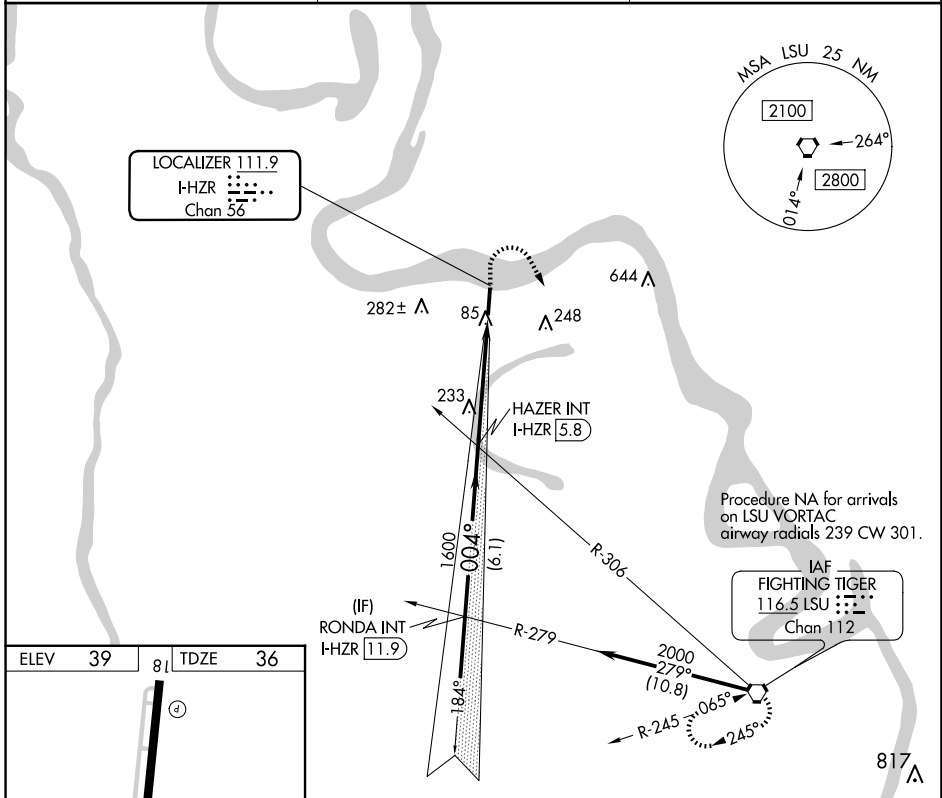 MSA LSU 25 NM
2100
264°
2800
014°
LOCALIZER 111.9
I-HZR
Chan 56
644
282±
85
248
233
HAZER INT
I-HZR 5.8
Procedure NA for arrivals
on LSU VORTAC
airway radials 239 CW 301.
1600
004°
(6.1)
R-306
IAF
FIGHTING TIGER
116.5 LSU
Chan 112
(IF)
RONDA INT
I-HZR 11.9
R-279
2000
279°
(10.8)
184°
R-245
065°
245°
817
ELEV 39
18
TDZE 36
P